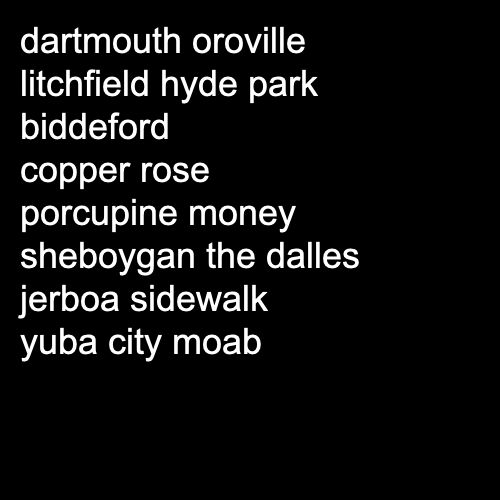 dartmouth oroville
litchfield hyde park
biddeford
copper rose
porcupine money
sheboygan the dalles
jerboa sidewalk
yuba city moab